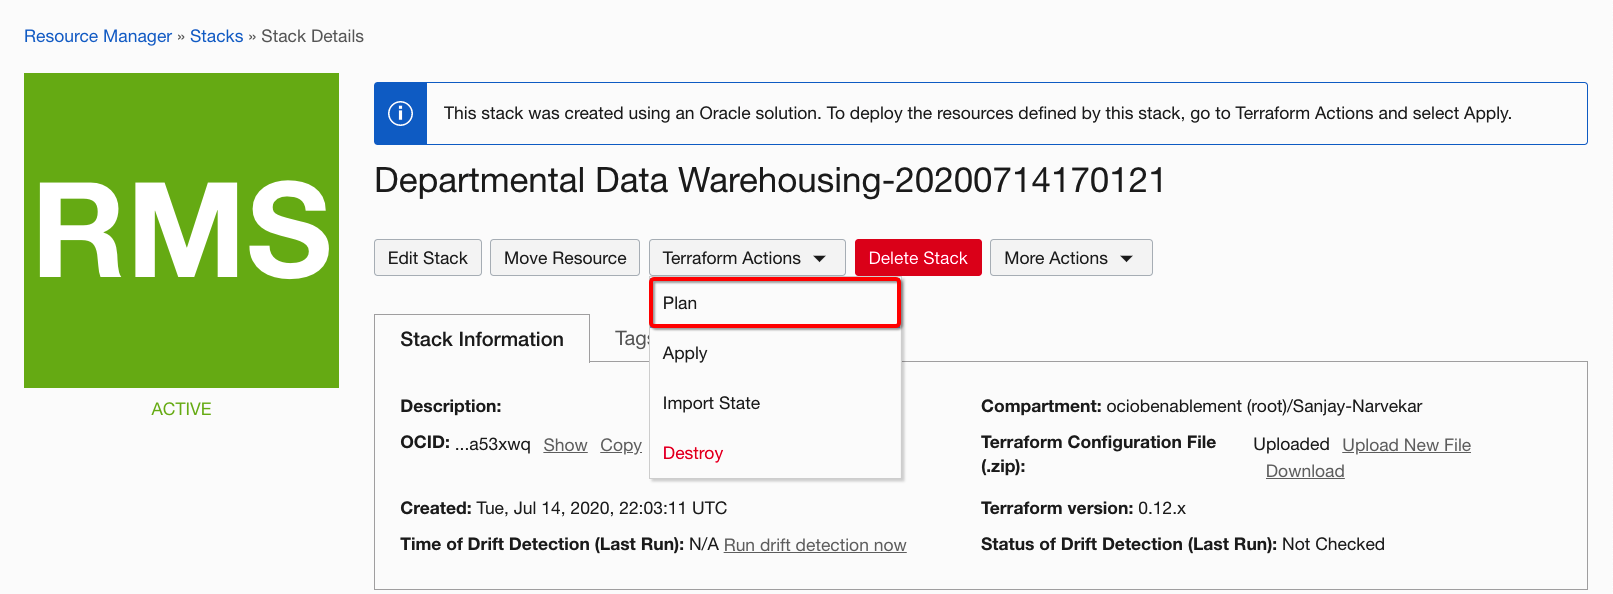 Resource Manager » Stacks » Stack Details
RMS
ACTIVE
This stack was created using an Oracle solution. To deploy the resources defined by this stack, go to Terraform Actions and select Apply.
Departmental Data Warehousing-20200714170121
Edit Stack Move Resource Terraform Actions Delete Stack More Actions
Plan
Apply
Import State
Destroy
Stack Information Tags
Description:
OCID: ...a53xwq Show Copy
Created: Tue, Jul 14, 2020, 22:03:11 UTC
Time of Drift Detection (Last Run): N/A Run drift detection now
Compartment: ociobenablement (root)/Sanjay-Narvekar
Terraform Configuration File (.zip): Uploaded Upload New File
Download
Terraform version: 0.12.x
Status of Drift Detection (Last Run): Not Checked